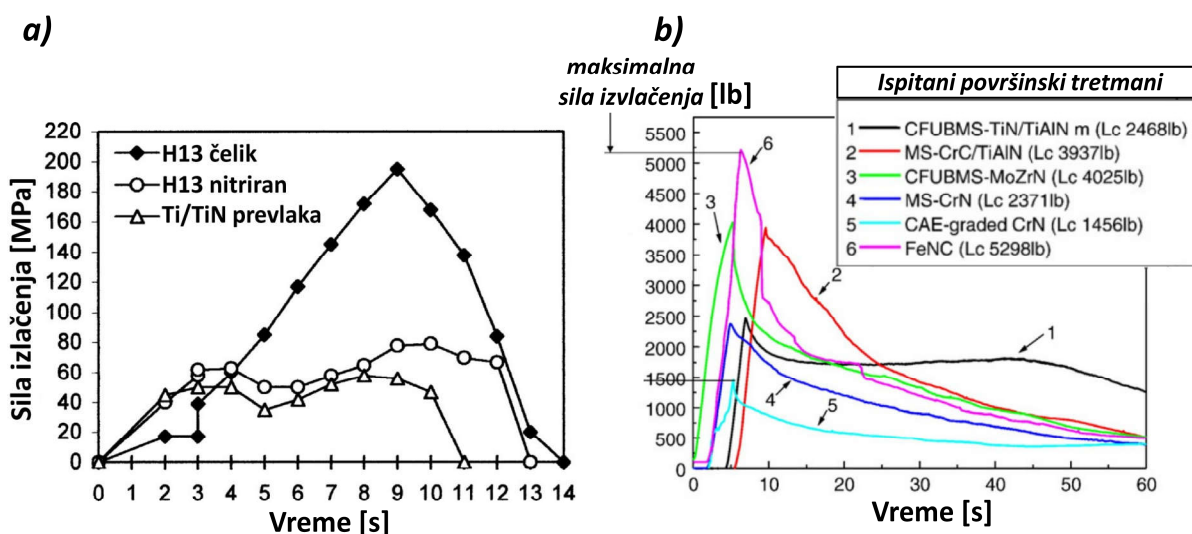 a)
Sila izlačenja [MPa]
220
200
180
160
140
120
100
80
60
40
20
0
H13 čelik
H13 nitriran
Ti/TiN prevlaka
0 1 2 3 4 5 6 7 8 9 10 11 12 13 14
Vreme [s]
b)
maksimalna
sila izvlačenja [lb]
Ispitani površinski tretmani
1 CFUBMS-TiN/TiAlN m (Lc 2468lb)
2 MS-CrC/TiAlN (Lc 3937lb)
3 CFUBMS-MoZrN (Lc 4025lb)
4 MS-CrN (Lc 2371lb)
5 CAE-graded CrN (Lc 1456lb)
6 FeNC (Lc 5298lb)
5500
5000
4500
4000
3500
3000
2500
2000
1500
1000
500
0
6
3
2
1
4
5
0 10 20 30 40 50 60
Vreme [s]